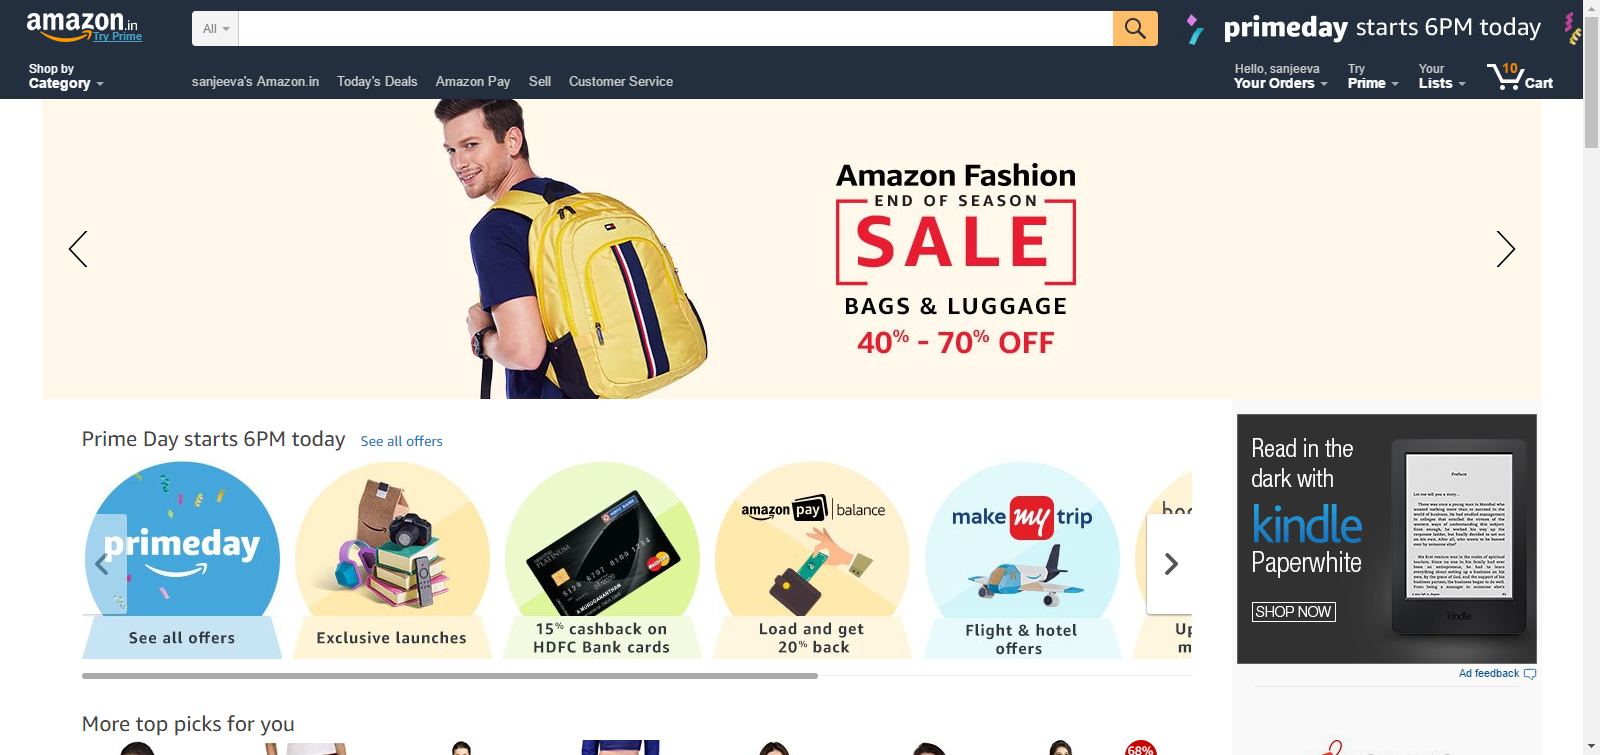 amazon.in
Try Prime
All
primeday starts 6PM today
Shop by
Category
sanjeeva's Amazon.in
Today's Deals
Amazon Pay
Sell
Customer Service
Hello, sanjeeva
Your Orders
Try
Prime
Your
Lists
10
Cart
Amazon Fashion
END OF SEASON
SALE
BAGS & LUGGAGE
40% - 70% OFF
Prime Day starts 6PM today
See all offers
primeday
See all offers
Exclusive launches
15% cashback on
HDFC Bank cards
amazon pay balance
Load and get
20% back
make my trip
Flight & hotel
offers
Read in the
dark with
kindle
Paperwhite
SHOP NOW
Preface
kindle
Ad feedback
More top picks for you
68%